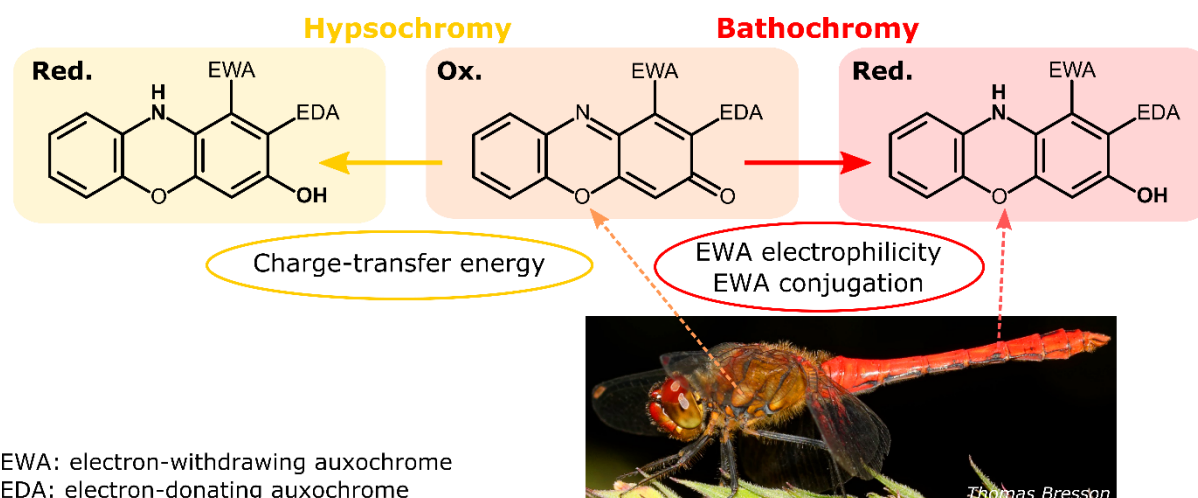 Hypsochromy
Bathochromy
Red.
EWA
H
N
EDA
O
OH
Ox.
EWA
N
EDA
O
O
Red.
EWA
H
N
EDA
O
OH
Charge-transfer energy
EWA electrophilicity
EWA conjugation
EWA: electron-withdrawing auxochrome
EDA: electron-donating auxochrome
Thomas Bresson